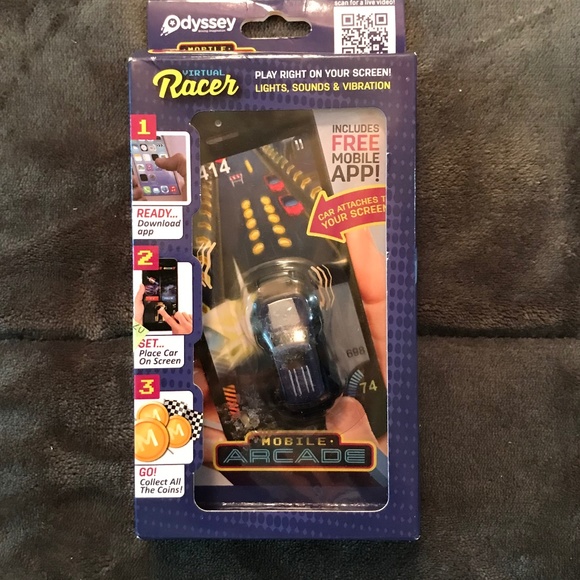 scan for a live video!
Odyssey
MOBILE
VIRTUAL
Racer
PLAY RIGHT ON YOUR SCREEN!
LIGHTS, SOUNDS & VIBRATION
1
READY...
Download
app
2
SET...
Place Car
On Screen
3
GO!
Collect All
The Coins!
414
INCLUDES
FREE
MOBILE
APP!
CAR ATTACHES T
YOUR SCREEN
698
74
MOBILE
ARCADE